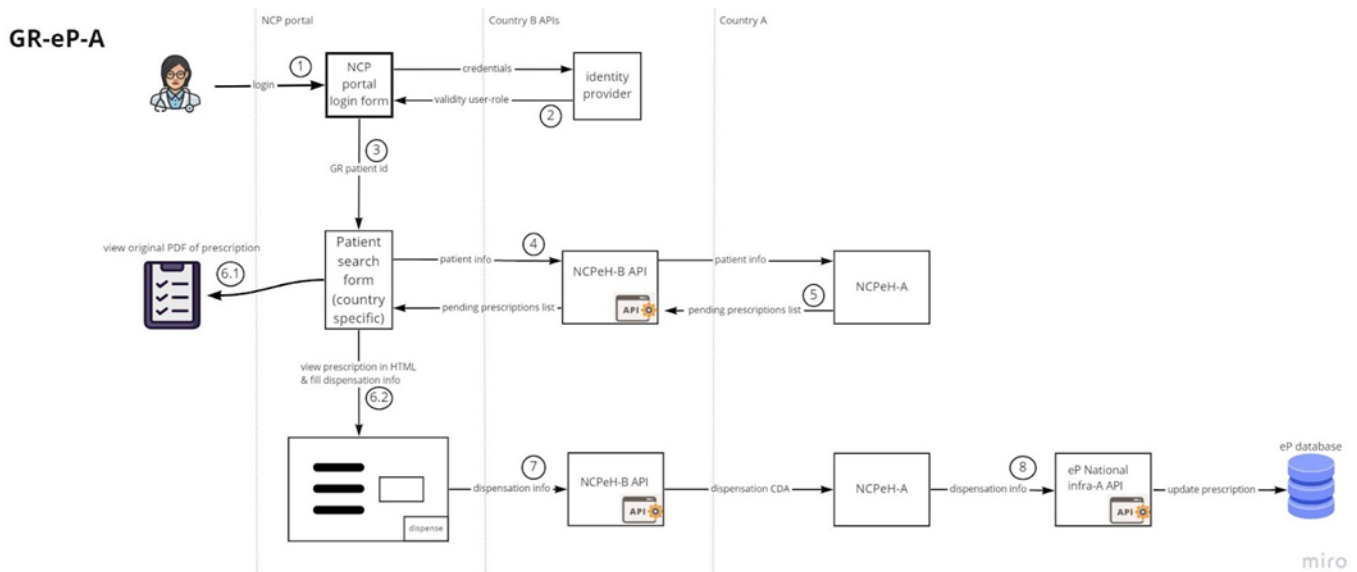 NCP portal
Country B APIs
Country A
GR-eP-A
login
1
NCP
portal
login form
credentials
validity user-role
2
identity
provider
3
GR patient id
view original PDF of prescription
6.1
Patient
search
form
(country
specific)
patient info
4
pending prescriptions list
NCPeH-B API
API
patient info
5
pending prescriptions list
NCPeH-A
view prescription in HTML
& fill dispensation info
6.2
dispense
7
dispensation info
NCPeH-B API
API
dispensation CDA
NCPeH-A
8
dispensation info
eP National
infra-A API
API
update prescription
eP database
miro